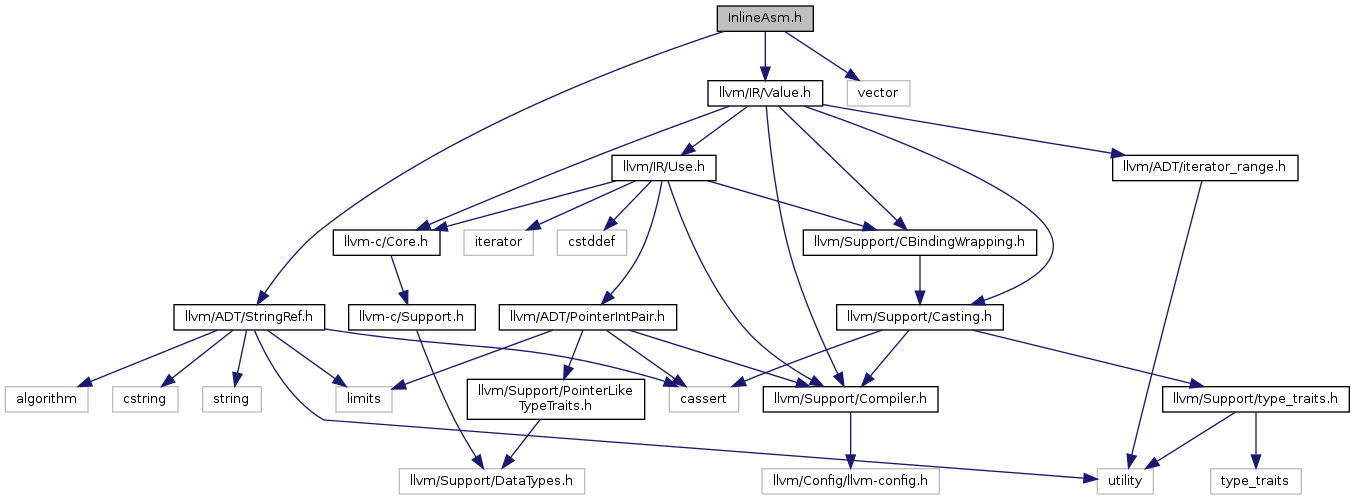 InlineAsm.h
llvm/IR/Value.h
vector
llvm/IR/Use.h
llvm/ADT/iterator_range.h
llvm-c/Core.h
iterator
cstddef
llvm/Support/CBindingWrapping.h
llvm/ADT/StringRef.h
llvm-c/Support.h
llvm/ADT/PointerIntPair.h
llvm/Support/Casting.h
algorithm
cstring
string
limits
llvm/Support/PointerLike
TypeTraits.h
cassert
llvm/Support/Compiler.h
llvm/Support/type_traits.h
llvm/Support/DataTypes.h
llvm/Config/llvm-config.h
utility
type_traits